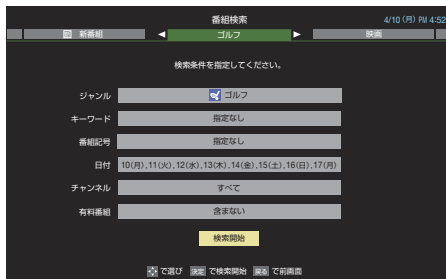 番組検索
4/10 (月) PM 4:52
新番組 ◀ ゴルフ ▶ 映画
検索条件を指定してください。
ジャンル ゴルフ
キーワード 指定なし
番組記号 指定なし
日付 10(月),11(火),12(水),13(木),14(金),15(土),16(日),17(月)
チャンネル すべて
有料番組 含まない
検索開始
で選び 決定 で検索開始 戻る で前画面